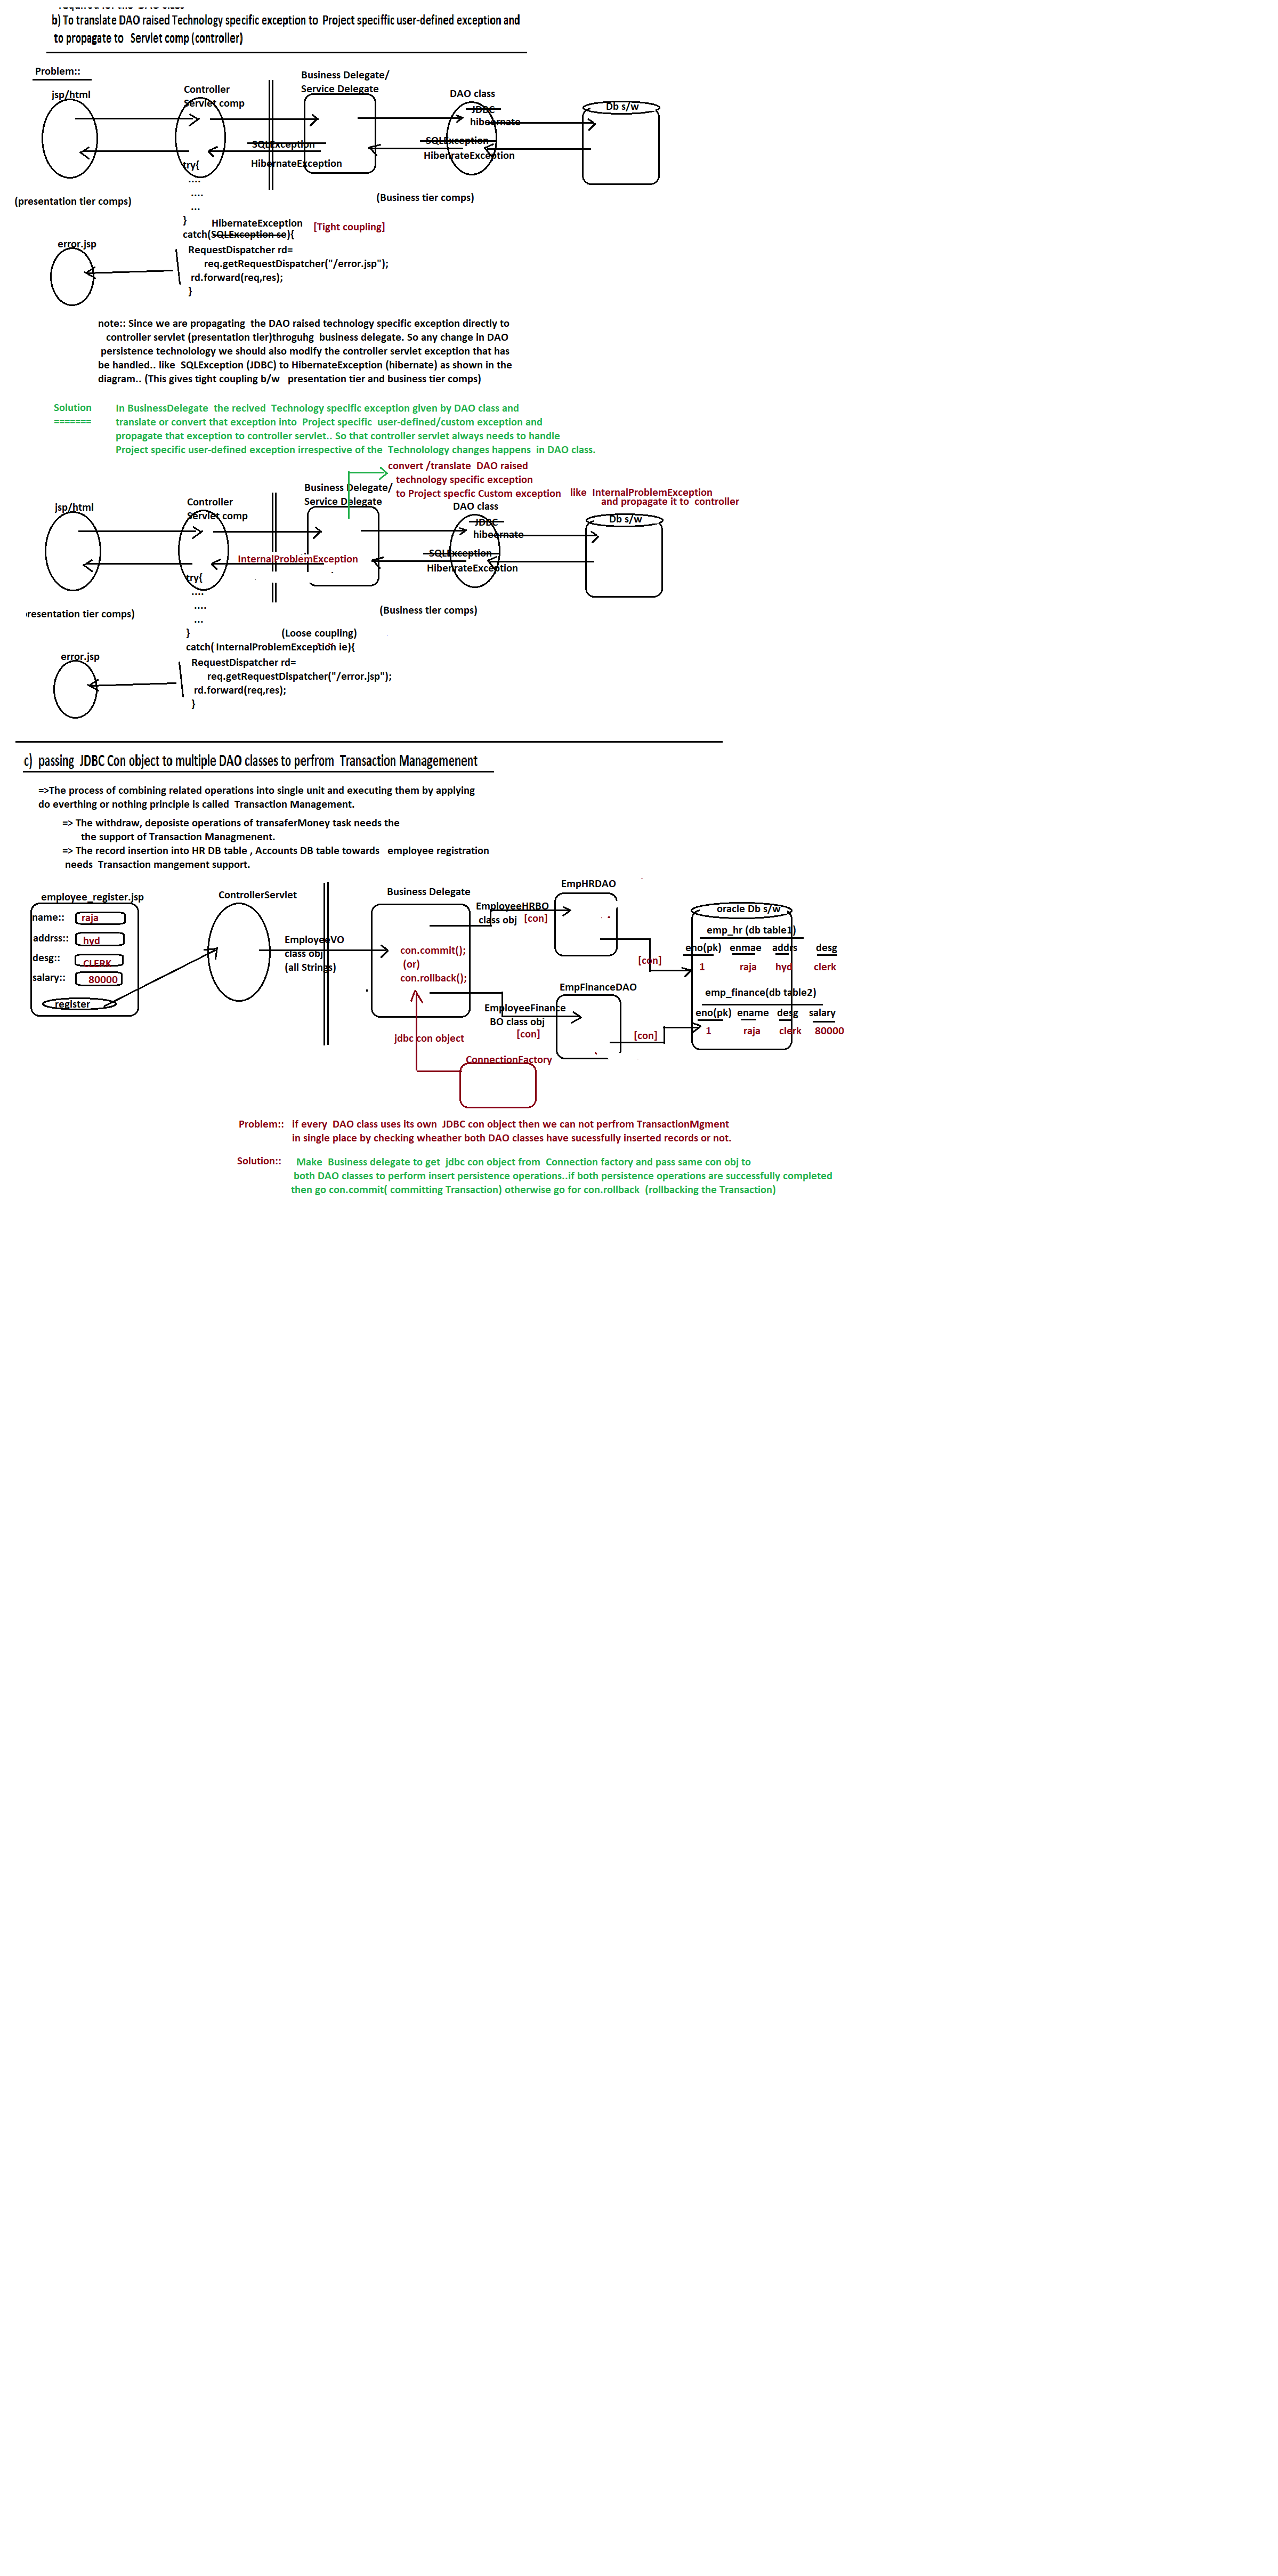 required for the DAO class
b) To translate DAO raised Technology specific exception to Project speciffic user-defined exception and
to propagate to Servlet comp (controller)
Problem::
jsp/html
Controller
Servlet comp
Business Delegate/
Service Delegate
DAO class
JDBC
hibernate
Db s/w
SQLException
HibernateException
SQLException
HibenrateException
try{
....
....
...
}
(presentation tier comps)
(Business tier comps)
HibernateException
[Tight coupling]
catch(SQLException se){
error.jsp
RequestDispatcher rd=
req.getRequestDispatcher("/error.jsp");
rd.forward(req,res);
}
note:: Since we are propagating the DAO raised technology specific exception directly to
controller servlet (presentation tier)throguhg business delegate. So any change in DAO
persistence technolology we should also modify the controller servlet exception that has
be handled.. like SQLException (JDBC) to HibernateException (hibernate) as shown in the
diagram.. (This gives tight coupling b/w presentation tier and business tier comps)
Solution
=======
In BusinessDelegate the recived Technology specific exception given by DAO class and
translate or convert that exception into Project specific user-defined/custom exception and
propagate that exception to controller servlet.. So that controller servlet always needs to handle
Project specific user-defined exception irrespective of the Technolology changes happens in DAO class.
convert /translate DAO raised
technology specific exception
to Project specfic Custom exception like InternalProblemException
and propagate it to controller
jsp/html
Controller
Servlet comp
Business Delegate/
Service Delegate
DAO class
JDBC
hibernate
Db s/w
InternalProblemException
SQLException
HibenrateException
try{
....
....
...
}
resentation tier comps)
(Business tier comps)
(Loose coupling)
catch( InternalProblemException ie){
error.jsp
RequestDispatcher rd=
req.getRequestDispatcher("/error.jsp");
rd.forward(req,res);
}
c) passing JDBC Con object to multiple DAO classes to perfrom Transaction Managemenent
=>The process of combining related operations into single unit and executing them by applying
do everthing or nothing principle is called Transaction Management.
=> The withdraw, deposiste operations of transaferMoney task needs the
the support of Transaction Managmenent.
=> The record insertion into HR DB table , Accounts DB table towards employee registration
needs Transaction mangement support.
employee_register.jsp
name:: raja
addrss:: hyd
desg:: CLERK
salary:: 80000
register
ControllerServlet
EmployeeVO
class obj
(all Strings)
Business Delegate
con.commit();
(or)
con.rollback();
jdbc con object
ConnectionFactory
EmployeeHRBO
class obj [con]
EmpHRDAO
[con]
EmployeeFinance
BO class obj
[con]
EmpFinanceDAO
[con]
oracle Db s/w
emp_hr (db table1)
eno(pk) enmae addrs desg
1 raja hyd clerk
emp_finance(db table2)
eno(pk) ename desg salary
1 raja clerk 80000
Problem:: if every DAO class uses its own JDBC con object then we can not perfrom TransactionMgment
in single place by checking wheather both DAO classes have sucessfully inserted records or not.
Solution:: Make Business delegate to get jdbc con object from Connection factory and pass same con obj to
both DAO classes to perform insert persistence operations..if both persistence operations are successfully completed
then go con.commit( committing Transaction) otherwise go for con.rollback (rollbacking the Transaction)